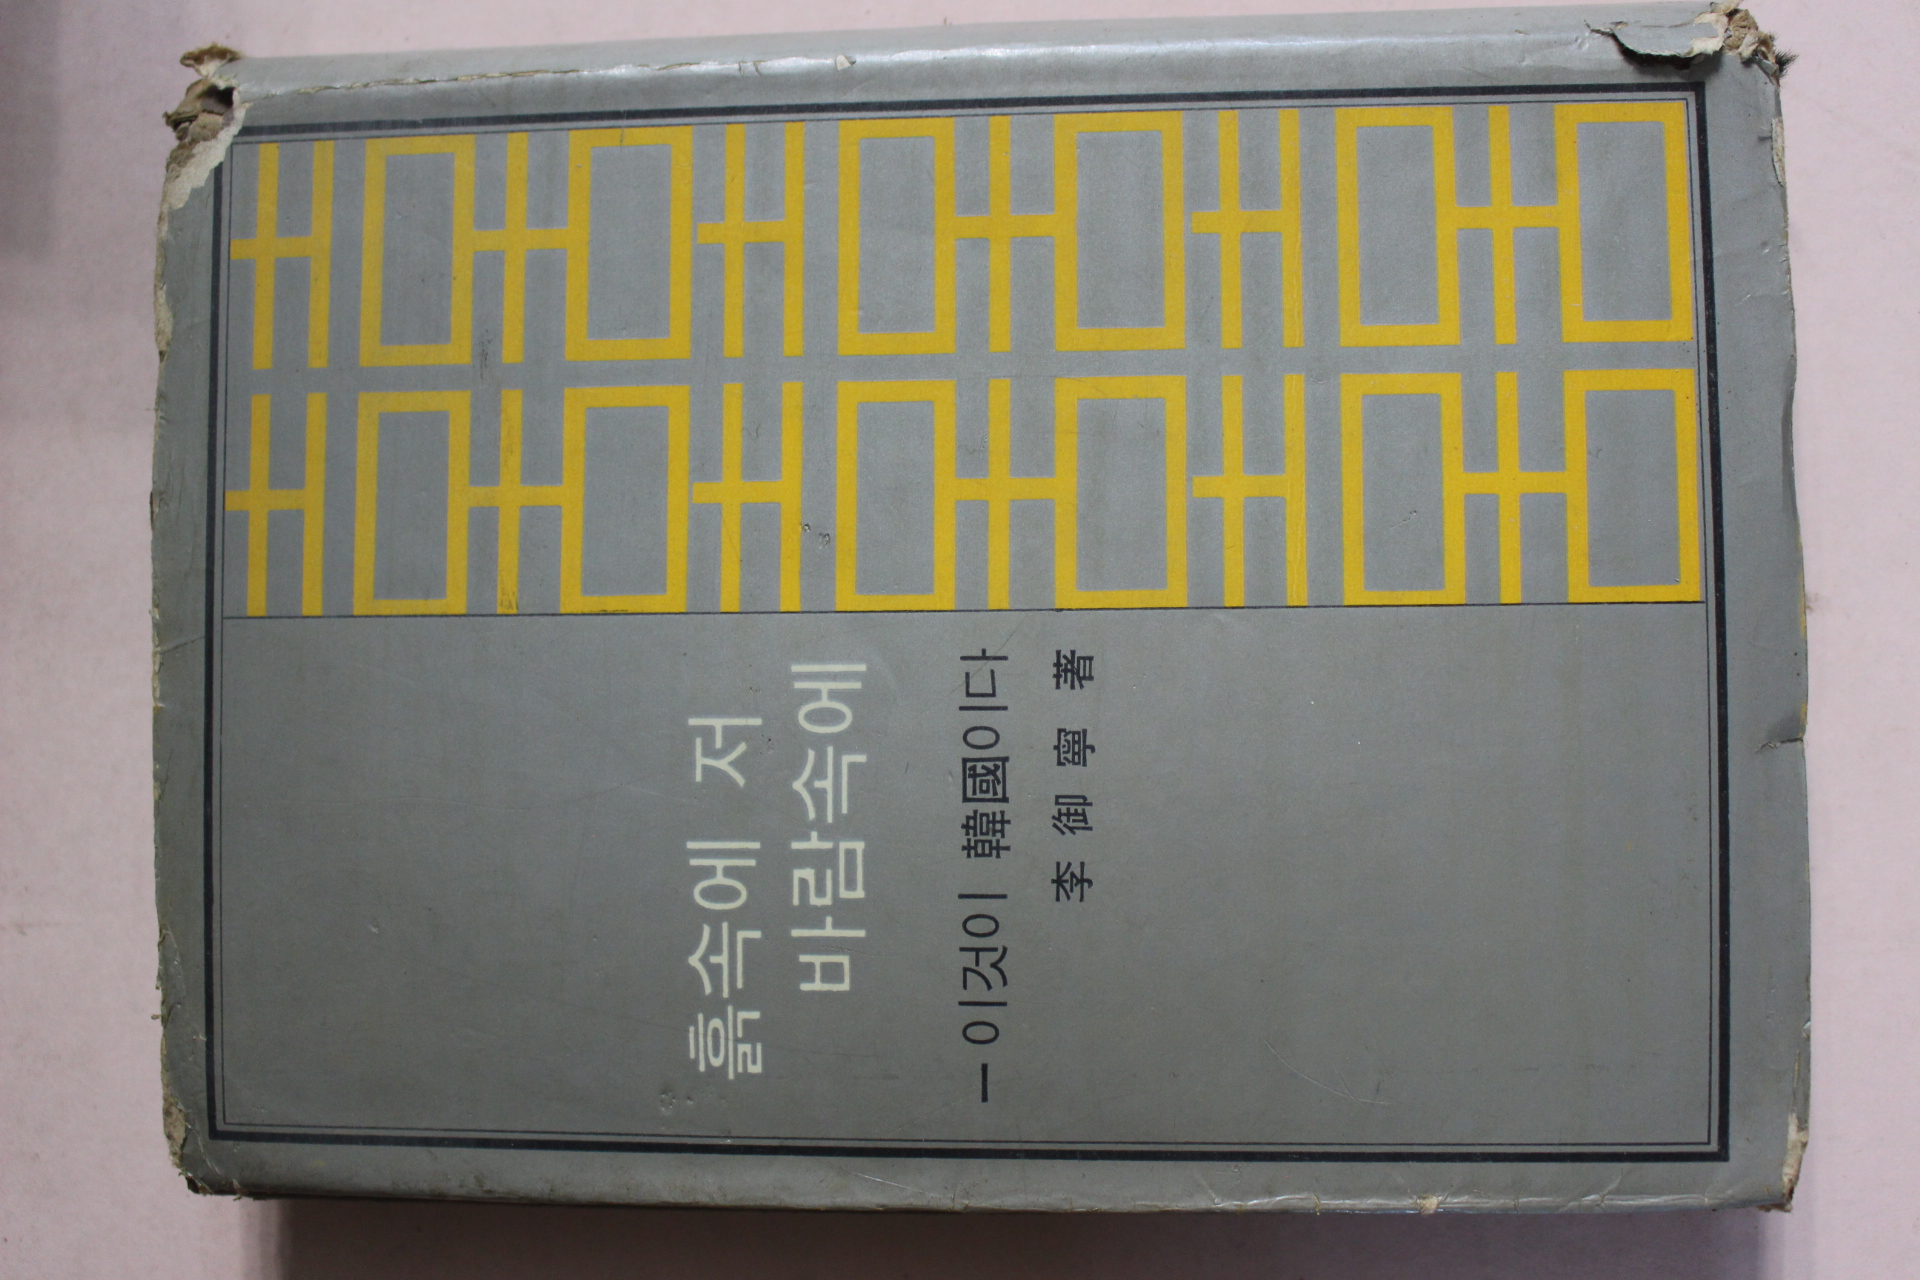 흙속에 저
바람속에
― 이것이 韓國이다
李御寧 著